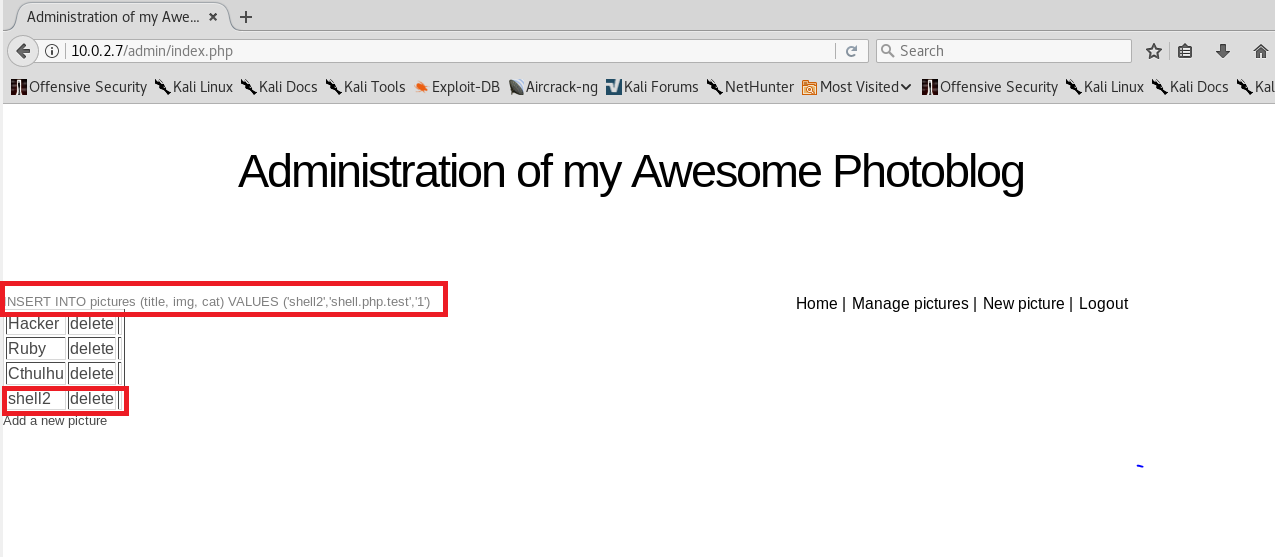 Administration of my Awe...
10.0.2.7/admin/index.php
Search
Offensive Security Kali Linux Kali Docs Kali Tools Exploit-DB Aircrack-ng Kali Forums NetHunter Most Visited Offensive Security Kali Linux Kali Docs Kal
Administration of my Awesome Photoblog
NSERT INTO pictures (title, img, cat) VALUES ('shell2','shell.php.test','1')
Home | Manage pictures | New picture | Logout
Hacker delete
Ruby delete
Cthulhu delete
shell2 delete
Add a new picture